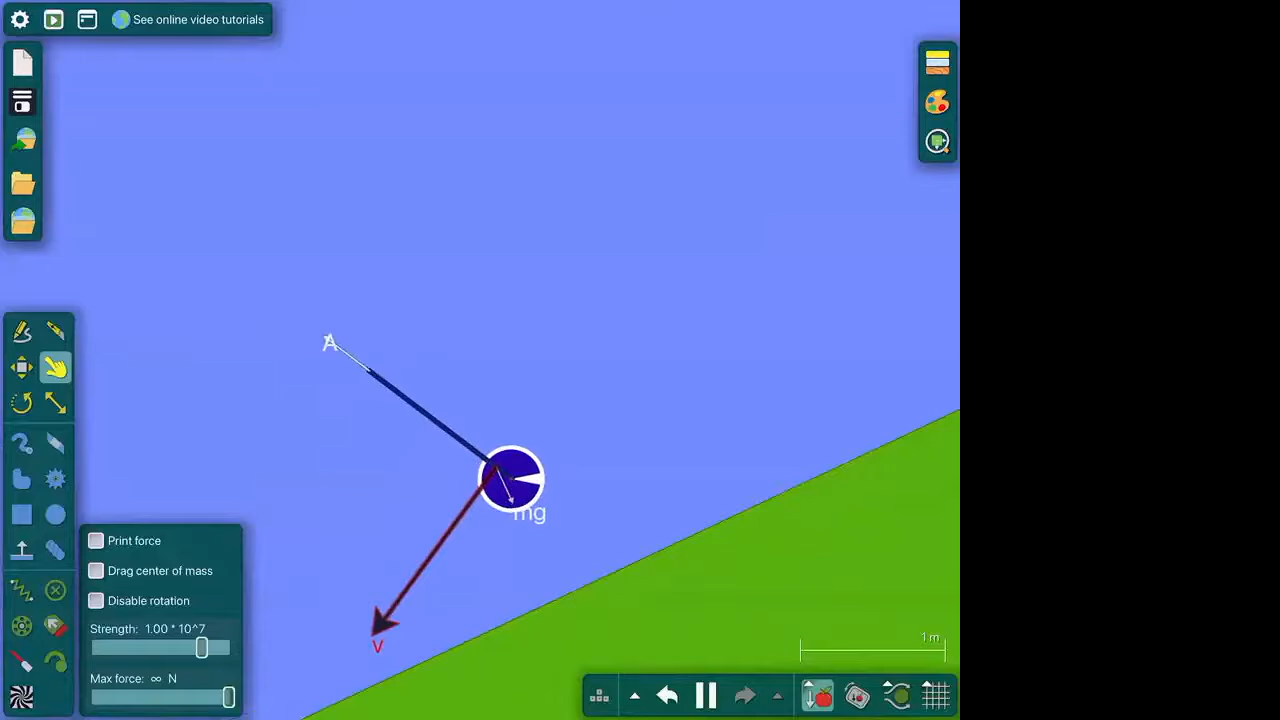 See online video tutorials
A
mg
v
Print force
Drag center of mass
Disable rotation
Strength: 1.00 * 10^7
Max force: ∞ N
1 m